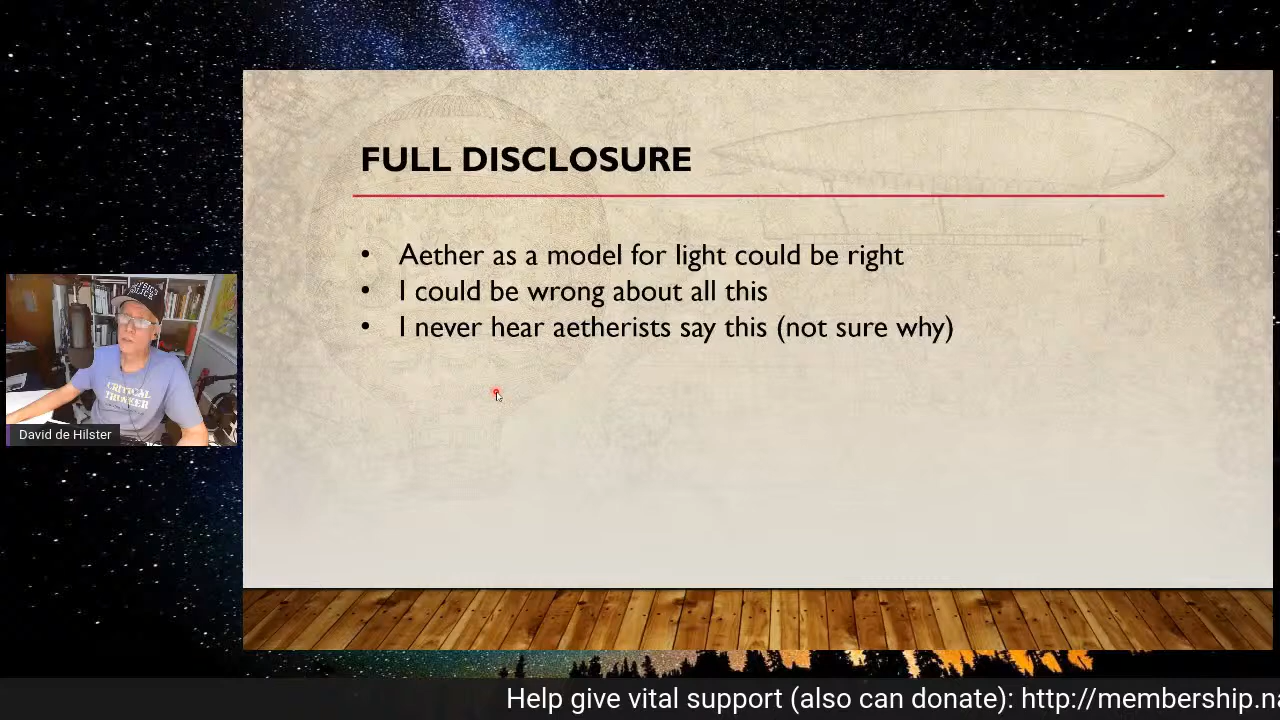 FULL DISCLOSURE
• Aether as a model for light could be right
• I could be wrong about all this
• I never hear aetherists say this (not sure why)
CRITICAL
THINKER
David de Hilster
Help give vital support (also can donate): http://membership.na